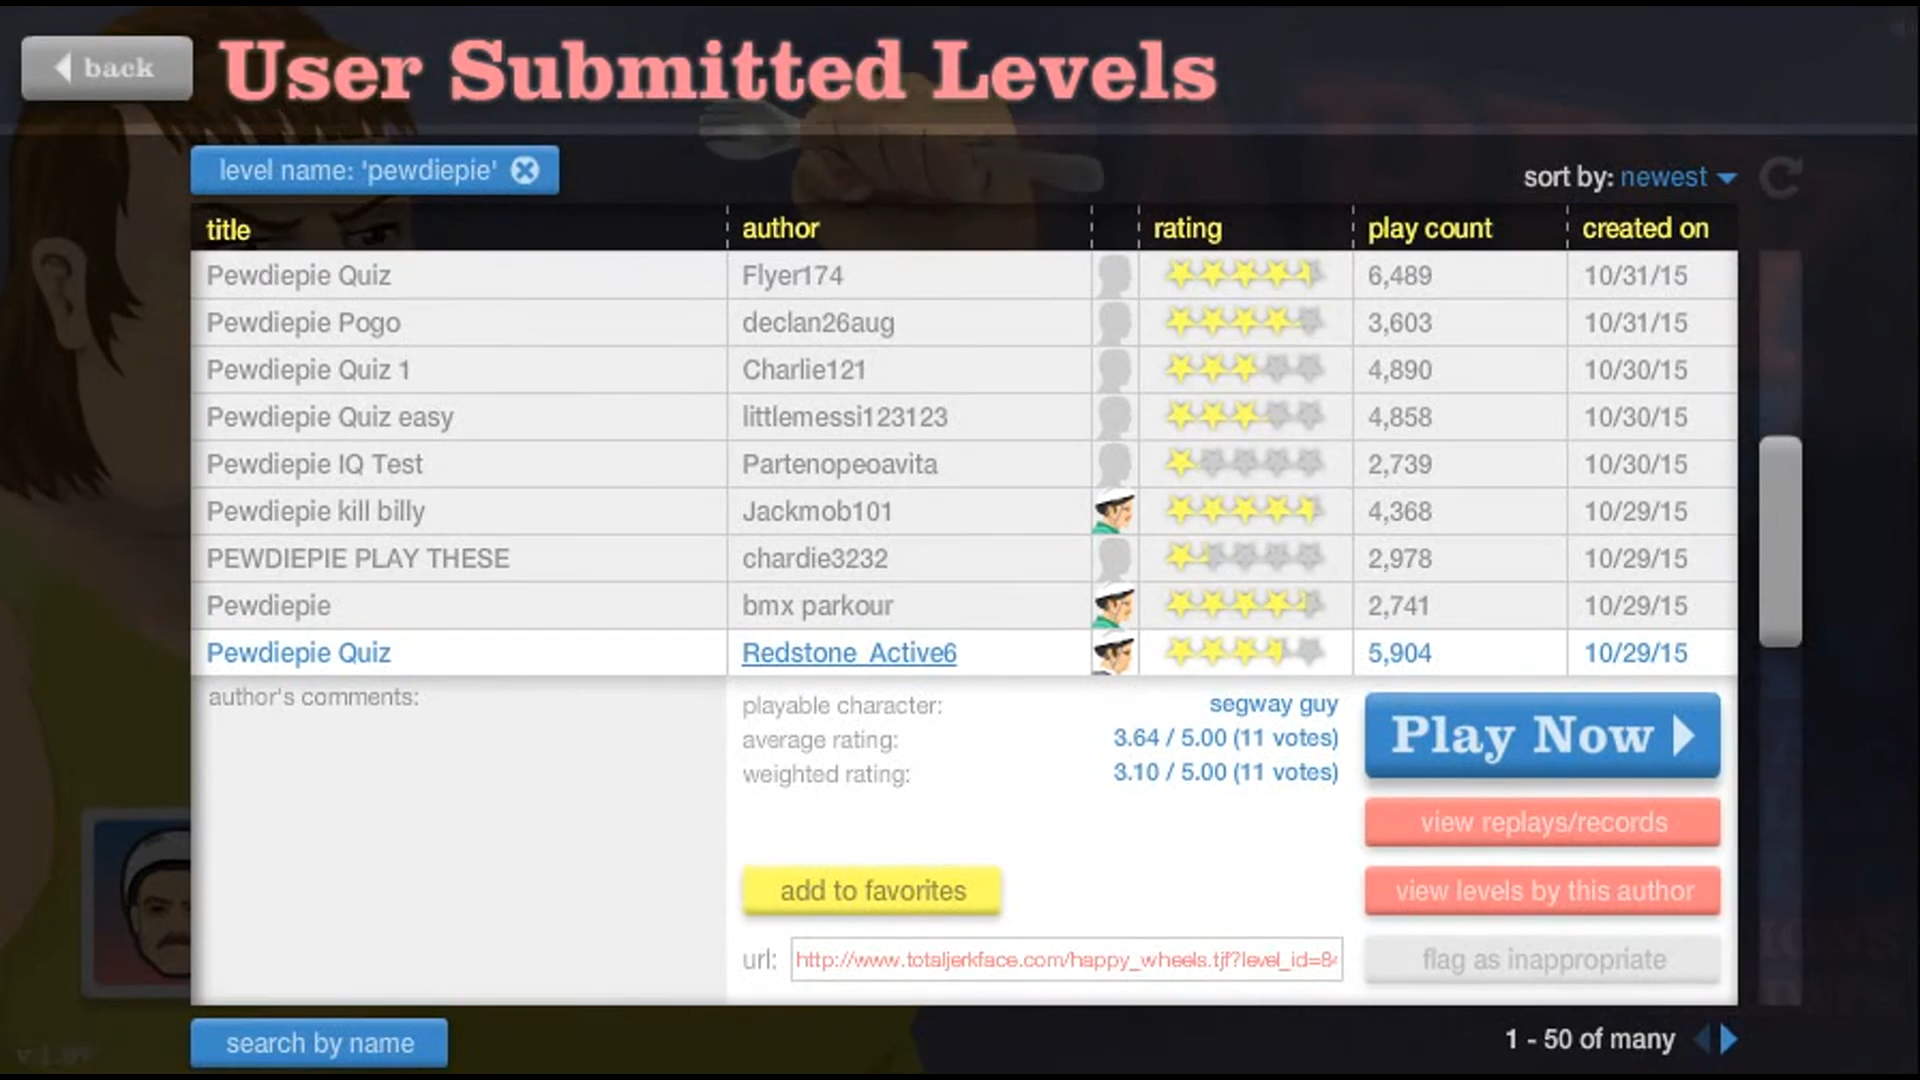 back
User Submitted Levels
level name: 'pewdiepie'
sort by: newest
title author rating play count created on
Pewdiepie Quiz Flyer174 6,489 10/31/15
Pewdiepie Pogo declan26aug 3,603 10/31/15
Pewdiepie Quiz 1 Charlie121 4,890 10/30/15
Pewdiepie Quiz easy littlemessi123123 4,858 10/30/15
Pewdiepie IQ Test Partenopeoavita 2,739 10/30/15
Pewdiepie kill billy Jackmob101 4,368 10/29/15
PEWDIEPIE PLAY THESE chardie3232 2,978 10/29/15
Pewdiepie bmx parkour 2,741 10/29/15
Pewdiepie Quiz Redstone_Active6 5,904 10/29/15
author's comments:
playable character: segway guy
average rating: 3.64 / 5.00 (11 votes)
weighted rating: 3.10 / 5.00 (11 votes)
Play Now
view replays/records
add to favorites
view levels by this author
url: http://www.totaljerkface.com/happy_wheels.tjf?level_id=8
flag as inappropriate
search by name
1 - 50 of many